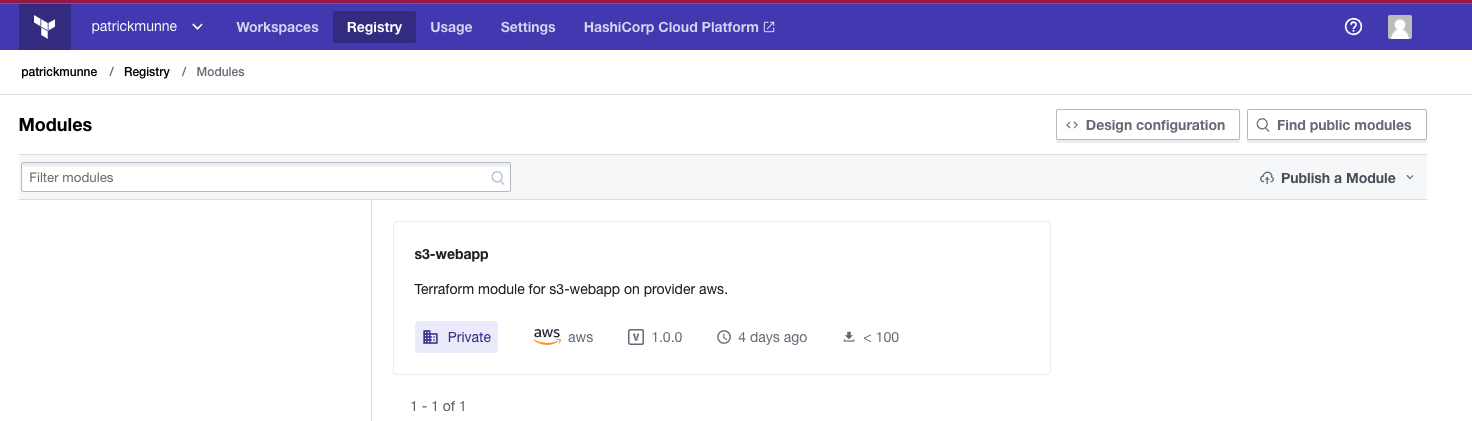 patrickmunne Workspaces Registry Usage Settings HashiCorp Cloud Platform
patrickmunne / Registry / Modules
Modules
Design configuration Find public modules
Filter modules
Publish a Module
s3-webapp
Terraform module for s3-webapp on provider aws.
Private aws aws V 1.0.0 4 days ago < 100
1 - 1 of 1